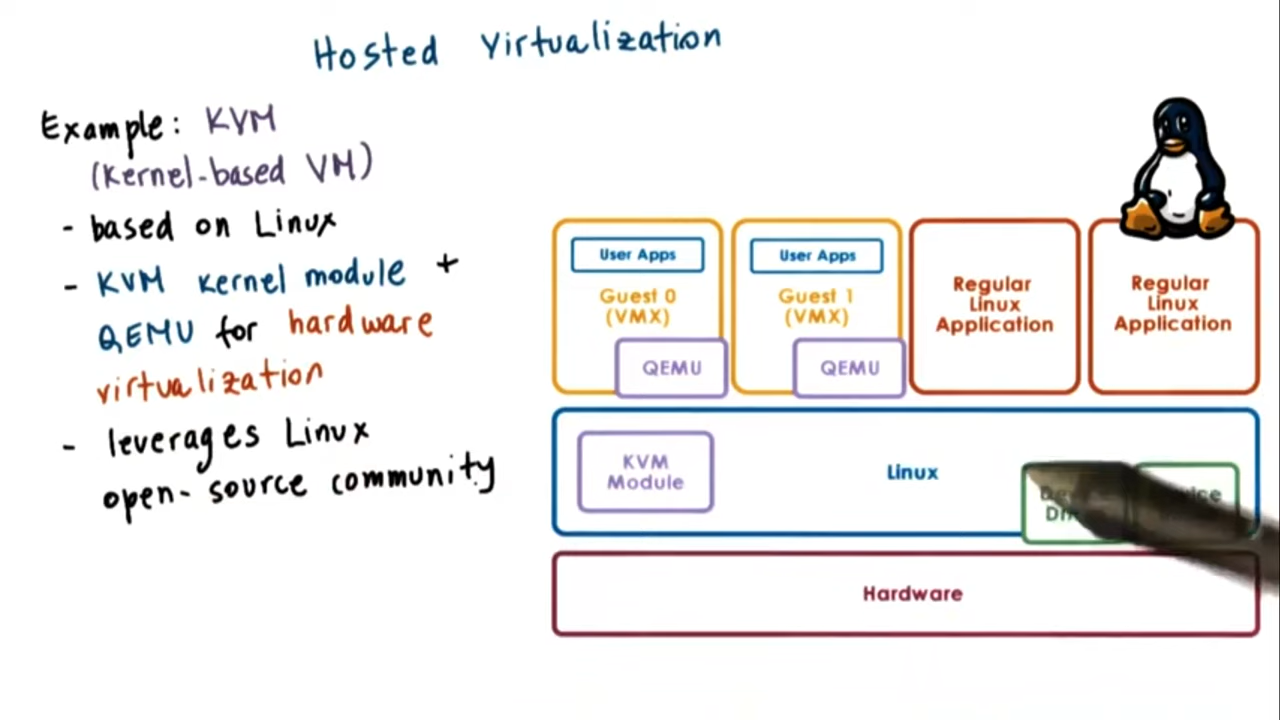 Hosted Virtualization
Example: KVM
(Kernel-based VM)
- based on Linux
- KVM kernel module +
QEMU for hardware
virtualization
- leverages Linux
open-source community
User Apps
Guest 0
(VMX)
QEMU
User Apps
Guest 1
(VMX)
QEMU
Regular
Linux
Application
Regular
Linux
Application
KVM
Module
Linux
Hardware